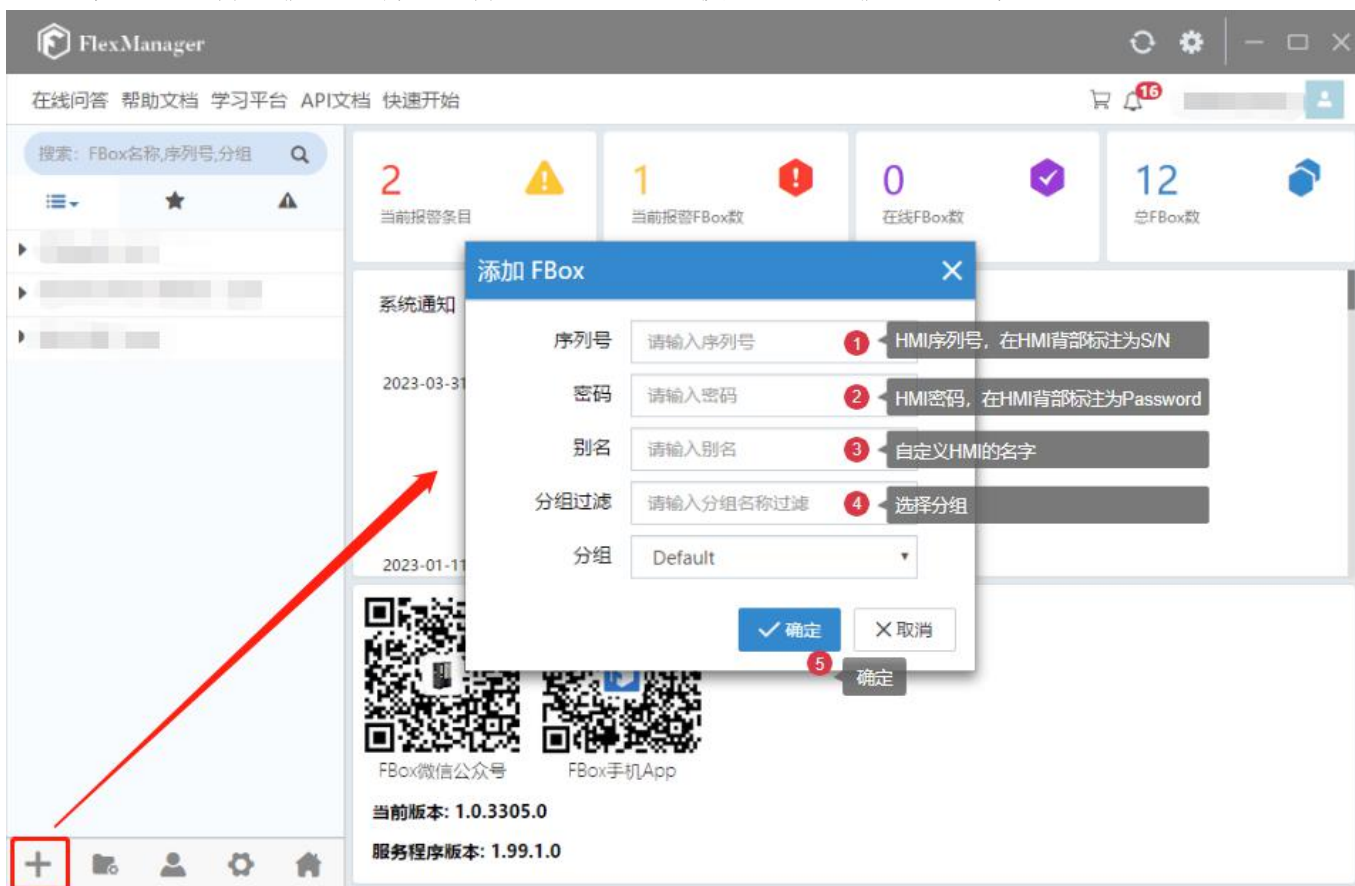 FlexManager
在线问答 帮助文档 学习平台 API文档 快速开始
16
搜索：FBox名称,序列号,分组
2
当前报警条目
1
当前报警FBox数
0
在线FBox数
12
总FBox数
添加 FBox
系统通知
序列号 请输入序列号 1 HMI序列号，在HMI背部标注为S/N
2023-03-31
密码 请输入密码 2 HMI密码，在HMI背部标注为Password
别名 请输入别名 3 自定义HMI的名字
分组过滤 请输入分组名称过滤 4 选择分组
2023-01-11
分组 Default
确定 取消
5 确定
FBox微信公众号 FBox手机App
当前版本: 1.0.3305.0
服务程序版本: 1.99.1.0